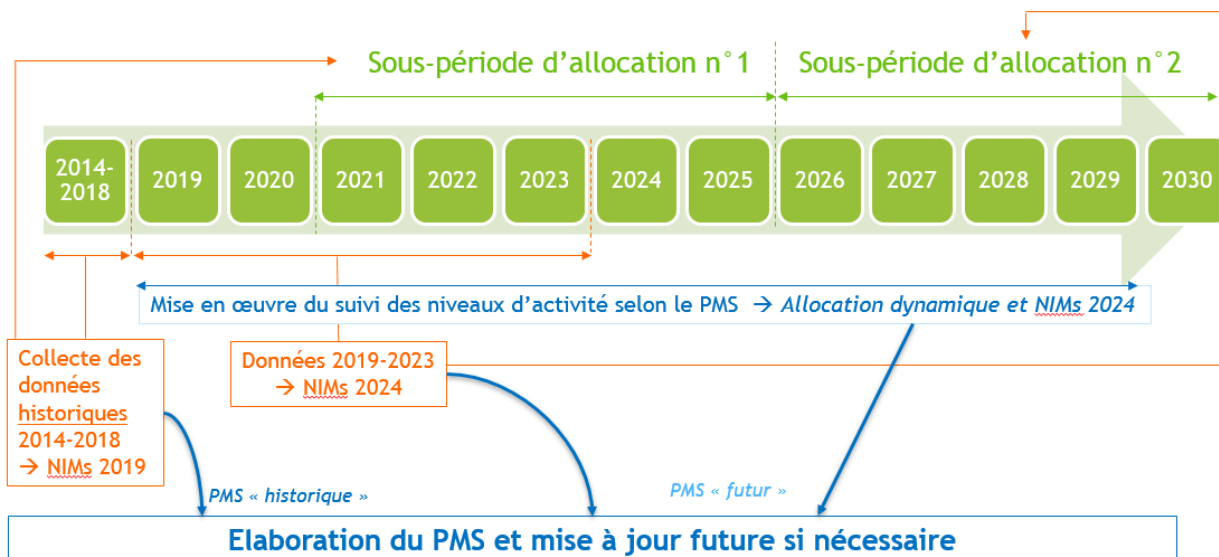 Sous-période d'allocation n°1
Sous-période d'allocation n°2
2014-
2018
2019
2020
2021
2022
2023
2024
2025
2026
2027
2028
2029
2030
Mise en œuvre du suivi des niveaux d'activité selon le PMS → Allocation dynamique et NIMs 2024
Collecte des
données
historiques
2014-2018
→ NIMs 2019
Données 2019-2023
→ NIMs 2024
PMS « historique »
PMS « futur »
Elaboration du PMS et mise à jour future si nécessaire